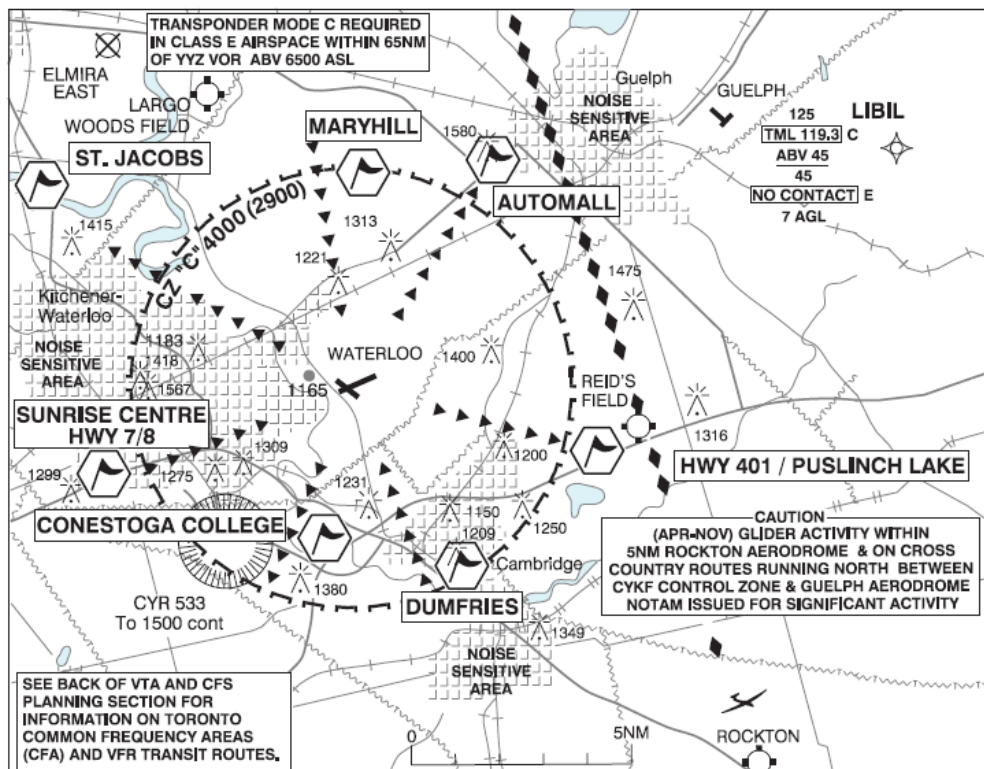 TRANSPONDER MODE C REQUIRED
IN CLASS E AIRSPACE WITHIN 65NM
OF YYZ VOR ABV 6500 ASL
ELMIRA
EAST
LARGO
WOODS FIELD
ST. JACOBS
MARYHILL
1580
Guelph
NOISE
SENSITIVE
AREA
GUELPH
125
TML 119.3 C
ABV 45
45
NO CONTACT E
7 AGL
LIBIL
AUTOMALL
CZ "C" 4000 (2900)
1415
1313
1221
1475
Kitchener-
Waterloo
NOISE
SENSITIVE
AREA
1183
1418
1567
WATERLOO
1165
1400
REID'S
FIELD
1316
SUNRISE CENTRE
HWY 7/8
1299
1275
1309
1231
1200
HWY 401 / PUSLINCH LAKE
CONESTOGA COLLEGE
1150
1209
1250
Cambridge
CAUTION
(APR-NOV) GLIDER ACTIVITY WITHIN
5NM ROCKTON AERODROME & ON CROSS
COUNTRY ROUTES RUNNING NORTH BETWEEN
CYKF CONTROL ZONE & GUELPH AERODROME
NOTAM ISSUED FOR SIGNIFICANT ACTIVITY
CYR 533
To 1500 cont
1380
DUMFRIES
1349
NOISE
SENSITIVE
AREA
SEE BACK OF VTA AND CFS
PLANNING SECTION FOR
INFORMATION ON TORONTO
COMMON FREQUENCY AREAS
(CFA) AND VFR TRANSIT ROUTES.
0
5NM
ROCKTON